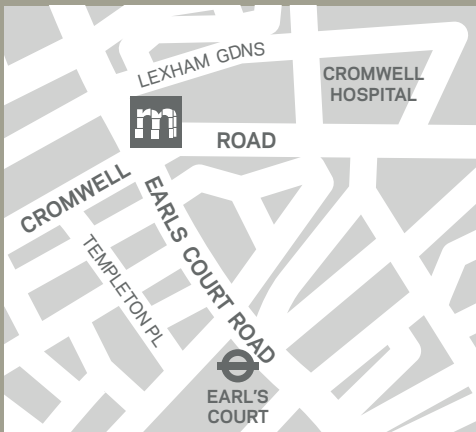 LEXHAM GDNS
CROMWELL
HOSPITAL
m
ROAD
CROMWELL
EARLS COURT ROAD
TEMPLETON PL
EARL'S
COURT